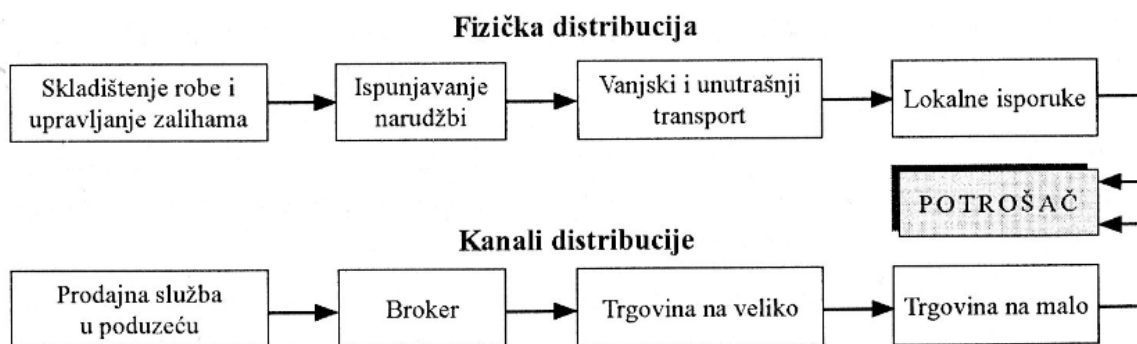 Fizička distribucija
Skladištenje robe i
upravljanje zalihama
Ispunjavanje
narudžbi
Vanjski i unutrašnji
transport
Lokalne isporuke
POTROŠAČ
Kanali distribucije
Prodajna služba
u poduzeću
Broker
Trgovina na veliko
Trgovina na malo